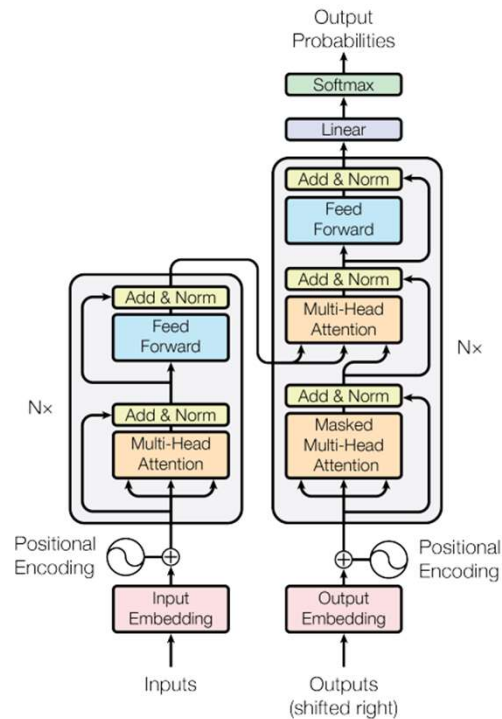 Output
Probabilities
Softmax
Linear
Add & Norm
Feed
Forward
Add & Norm
Multi-Head
Attention
Nx
Add & Norm
Masked
Multi-Head
Attention
Positional
Encoding
Output
Embedding
Outputs
(shifted right)
Add & Norm
Feed
Forward
Nx
Add & Norm
Multi-Head
Attention
Positional
Encoding
Input
Embedding
Inputs